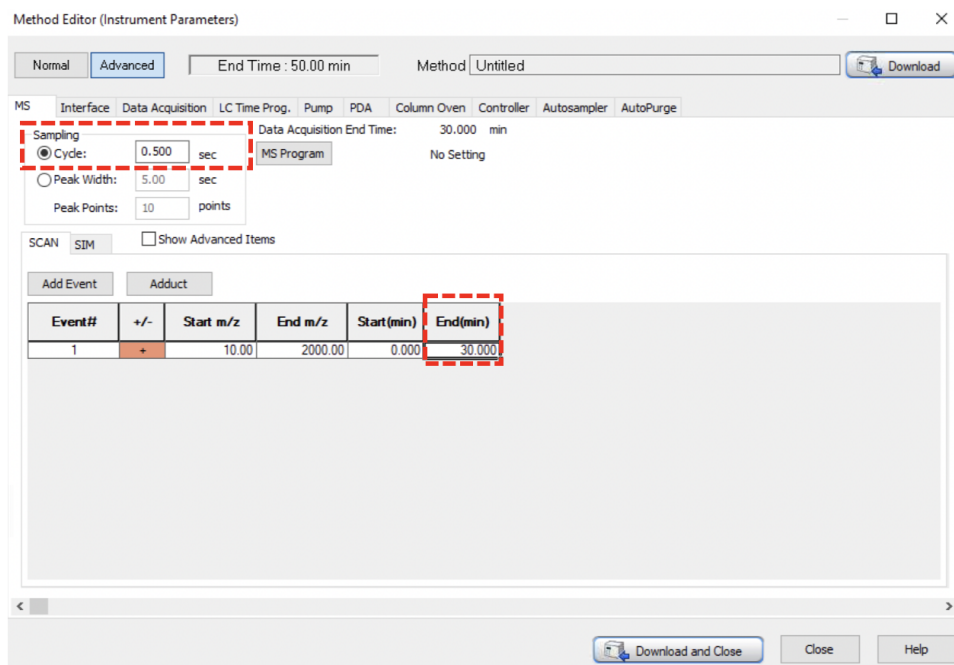 Method Editor (Instrument Parameters)
Normal Advanced End Time : 50.00 min Method Untitled Download
MS Interface Data Acquisition LC Time Prog. Pump PDA Column Oven Controller Autosampler AutoPurge
Sampling Data Acquisition End Time: 30.000 min
Cycle: 0.500 sec MS Program No Setting
Peak Width: 5.00 sec
Peak Points: 10 points
SCAN SIM Show Advanced Items
Add Event Adduct
Event# +/- Start m/z End m/z Start(min) End(min)
1 + 10.00 2000.00 0.000 30.000
Download and Close Close Help